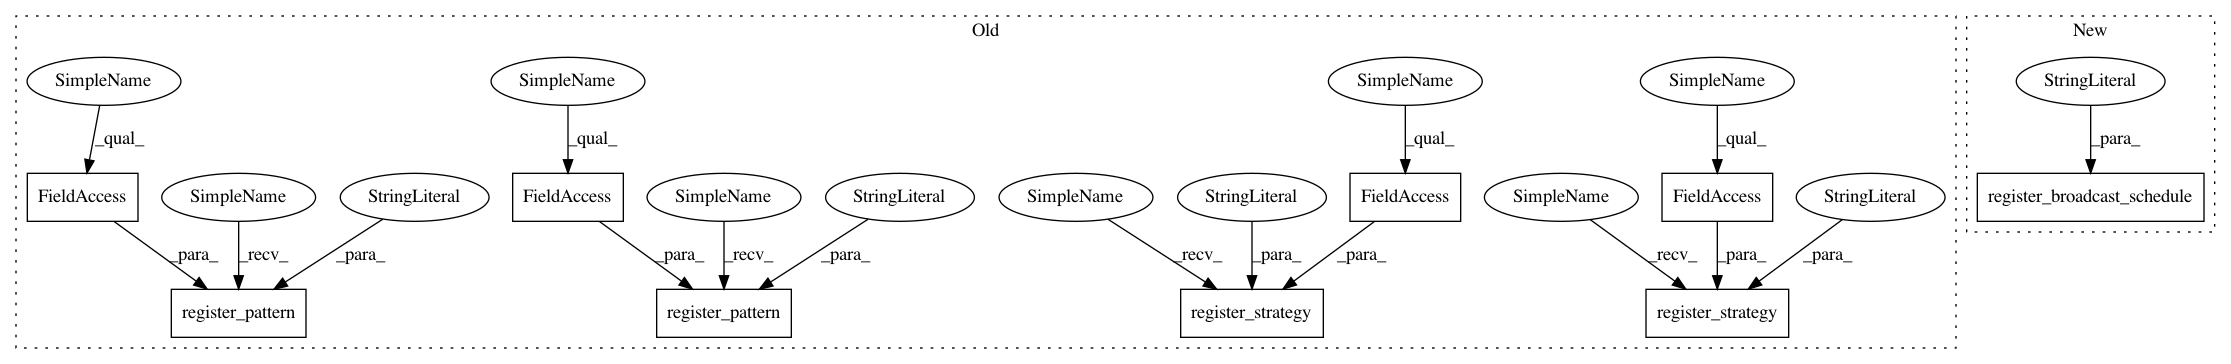 Old
New
SimpleName
SimpleName
SimpleName
SimpleName
StringLiteral
_qual_
_qual_
_qual_
_qual_
_para_
FieldAccess
SimpleName
StringLiteral
FieldAccess
SimpleName
StringLiteral
SimpleName
StringLiteral
FieldAccess
SimpleName
FieldAccess
StringLiteral
register_broadcast_schedule
_para_
_recv_
_para_
_para_
_recv_
_para_
_recv_
_para_
_para_
_recv_
_para_
_para_
register_pattern
register_pattern
register_strategy
register_strategy